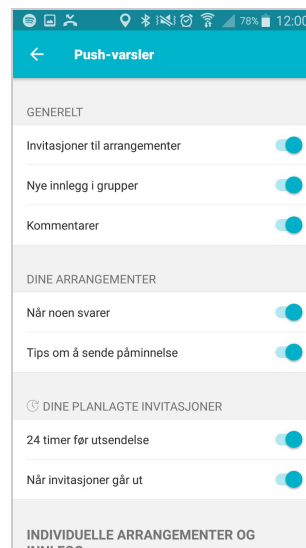 78% 12:00
Push-varsler
GENERELT
Invitasjoner til arrangementer
Nye innlegg i grupper
Kommentarer
DINE ARRANGEMENTER
Når noen svarer
Tips om å sende påminnelse
DINE PLANLAGTE INVITASJONER
24 timer før utsendelse
Når invitasjoner går ut
INDIVIDUELLE ARRANGEMENTER OG
INNLEGG